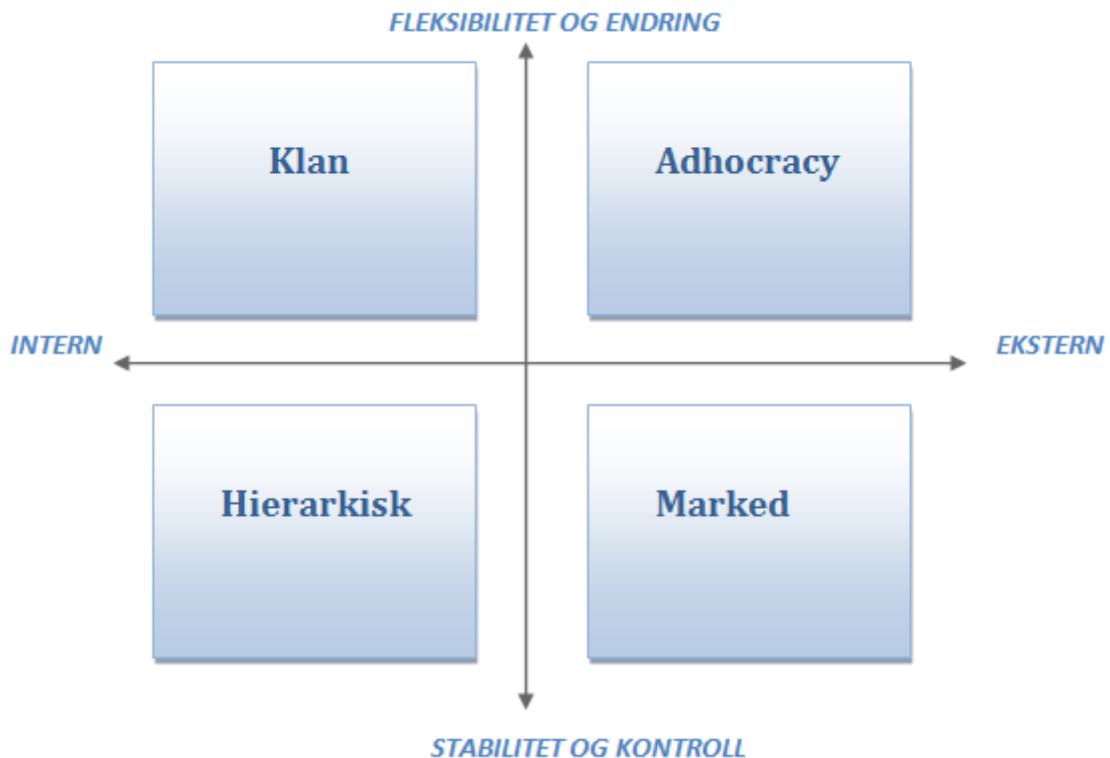 FLEKSIBILITET OG ENDRING
Klan
Adhocracy
INTERN
EKSTERN
Hierarkisk
Marked
STABILITET OG KONTROLL